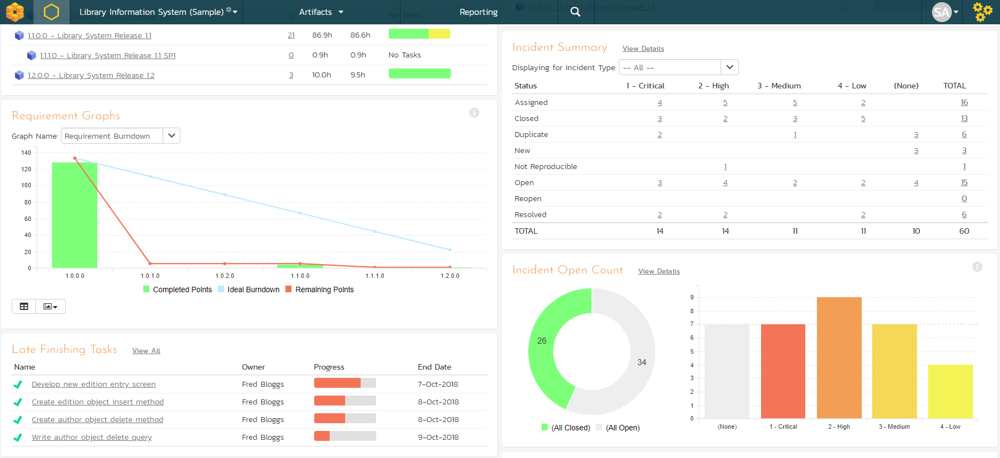 Library Information System (Sample)
Artifacts
Reporting
SA
No Tasks
1.1.0.0 - Library System Release 1.1 21 86.9h 86.6h
1.1.1.0 - Library System Release 1.1 SP1 0 0.9h 0.9h No Tasks
1.2.0.0 - Library System Release 1.2 3 10.0h 9.5h
Requirement Graphs
Graph Name: Requirement Burndown
140
120
100
80
60
40
20
0
1.0.0.0 1.0.1.0 1.0.2.0 1.1.0.0 1.1.1.0 1.2.0.0
Completed Points Ideal Burndown Remaining Points
Late Finishing Tasks View All
Name Owner Progress End Date
Develop new edition entry screen Fred Bloggs 7-Oct-2018
Create edition object insert method Fred Bloggs 8-Oct-2018
Create author object delete method Fred Bloggs 8-Oct-2018
Write author object delete query Fred Bloggs 9-Oct-2018
1.2.0.0 - Library System Release 1.2 2
Incident Summary View Details
Displaying for Incident Type: -- All --
Status 1 - Critical 2 - High 3 - Medium 4 - Low (None) TOTAL
Assigned 4 5 5 2 16
Closed 3 2 3 5 13
Duplicate 2 1 3 6
New 3 3
Not Reproducible 1 1
Open 3 4 2 2 4 15
Reopen 0
Resolved 2 2 2 6
TOTAL 14 14 11 11 10 60
Incident Open Count View Details
26
34
(All Closed) (All Open)
9
8
7
6
5
4
3
2
1
0
(None) 1 - Critical 2 - High 3 - Medium 4 - Low